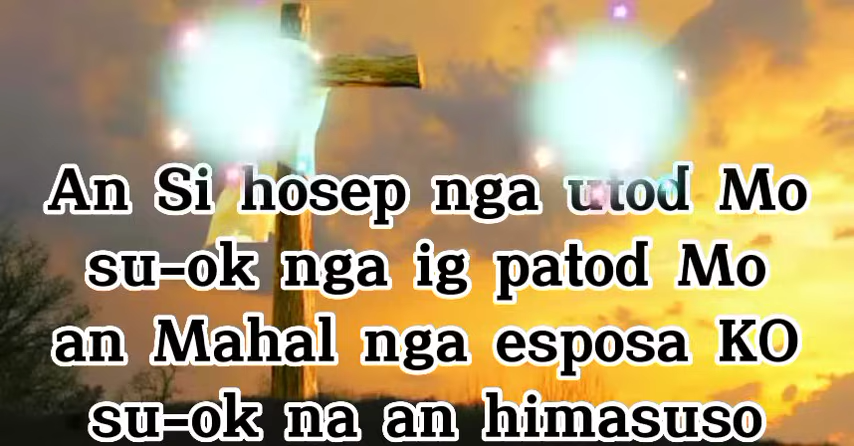 An Si hosep nga utod Mo
su-ok nga ig patod Mo
an Mahal nga esposa KO
su-ok na an himasuso